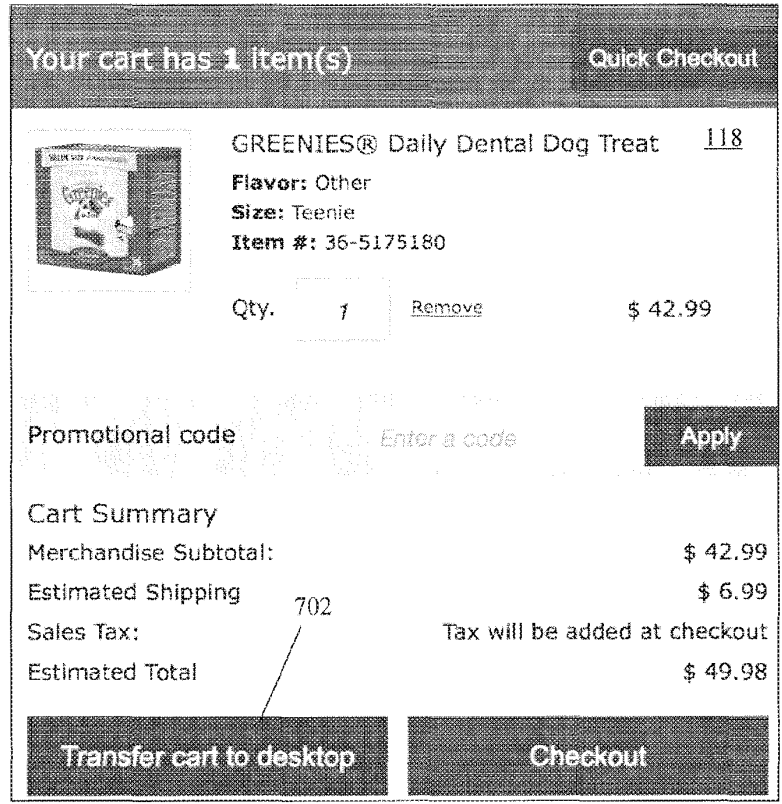 Your cart has 1 item(s)
Quick Checkout
GREENIES® Daily Dental Dog Treat
118
Flavor: Other
Size: Teenie
Item #: 36-5175180
Greenies
Qty. 1 Remove $ 42.99
Promotional code Enter a code Apply
Cart Summary
Merchandise Subtotal: $ 42.99
Estimated Shipping $ 6.99
702
Sales Tax: Tax will be added at checkout
Estimated Total $ 49.98
Transfer cart to desktop Checkout